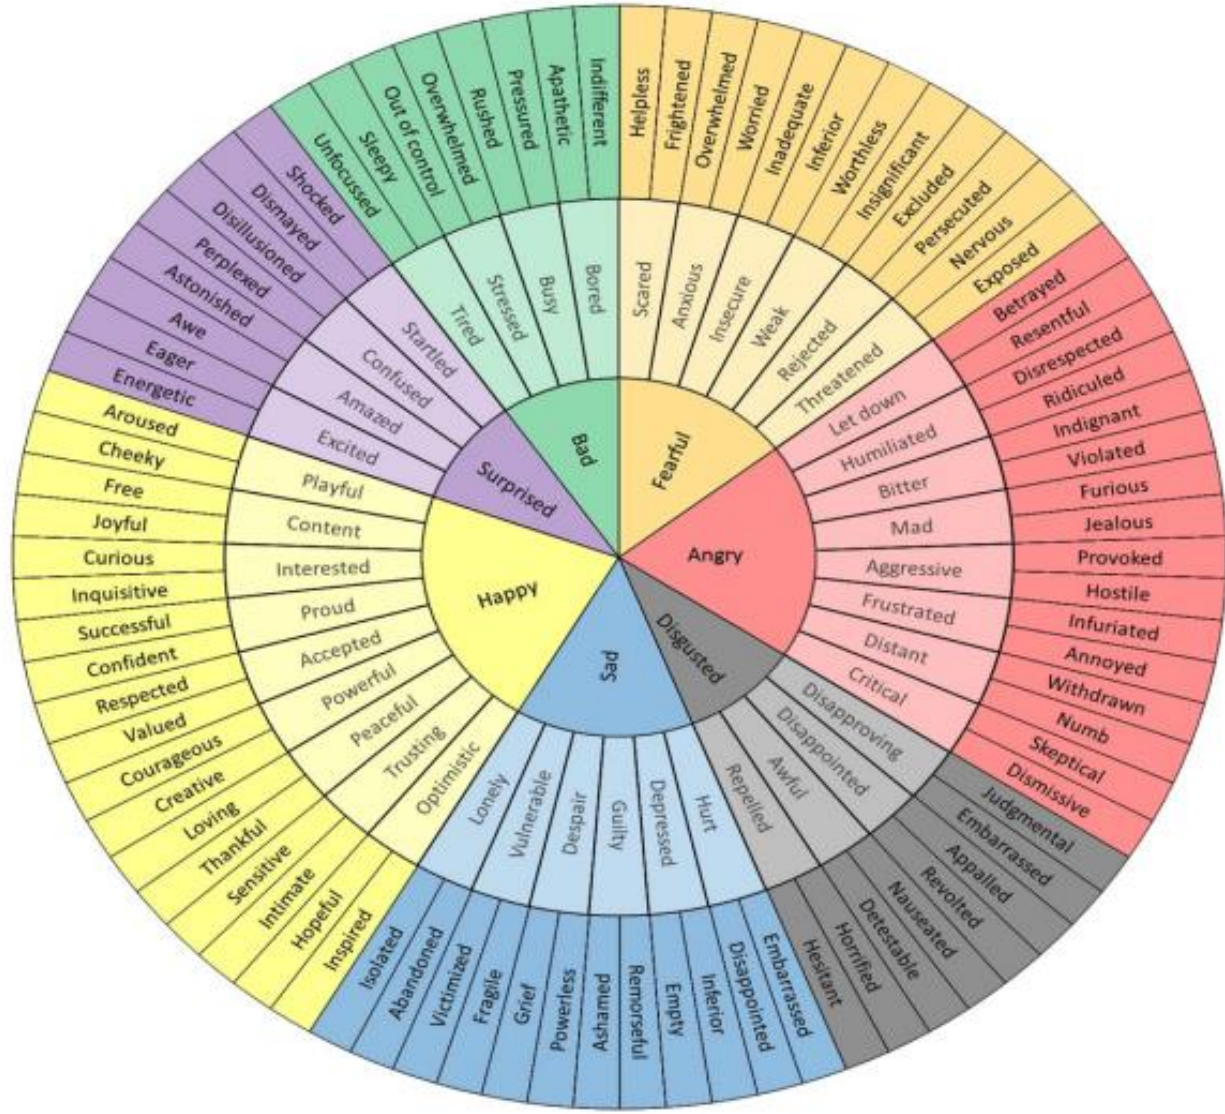 Fearful
Angry
Disgusted
Sad
Happy
Surprised
Bad
Scared
Anxious
Insecure
Weak
Rejected
Threatened
Let down
Humiliated
Bitter
Mad
Aggressive
Frustrated
Distant
Critical
Disapproving
Disappointed
Awful
Repelled
Hurt
Depressed
Guilty
Despair
Vulnerable
Lonely
Optimistic
Trusting
Peaceful
Powerful
Accepted
Proud
Interested
Content
Playful
Excited
Amazed
Confused
Startled
Tired
Stressed
Busy
Bored
Helpless
Frightened
Overwhelmed
Worried
Inadequate
Inferior
Worthless
Insignificant
Excluded
Persecuted
Nervous
Exposed
Betrayed
Resentful
Disrespected
Ridiculed
Indignant
Violated
Furious
Jealous
Provoked
Hostile
Infuriated
Annoyed
Withdrawn
Numb
Skeptical
Dismissive
Judgmental
Embarrassed
Appalled
Revolted
Nauseated
Detestable
Horrified
Hesitant
Embarrassed
Disappointed
Inferior
Empty
Remorseful
Ashamed
Powerless
Grief
Fragile
Victimized
Abandoned
Isolated
Inspired
Hopeful
Intimate
Sensitive
Thankful
Loving
Creative
Courageous
Valued
Respected
Confident
Successful
Inquisitive
Curious
Joyful
Free
Cheeky
Aroused
Energetic
Eager
Awe
Astonished
Perplexed
Disillusioned
Dismayed
Shocked
Unfocussed
Sleepy
Out of control
Overwhelmed
Rushed
Pressured
Apathetic
Indifferent